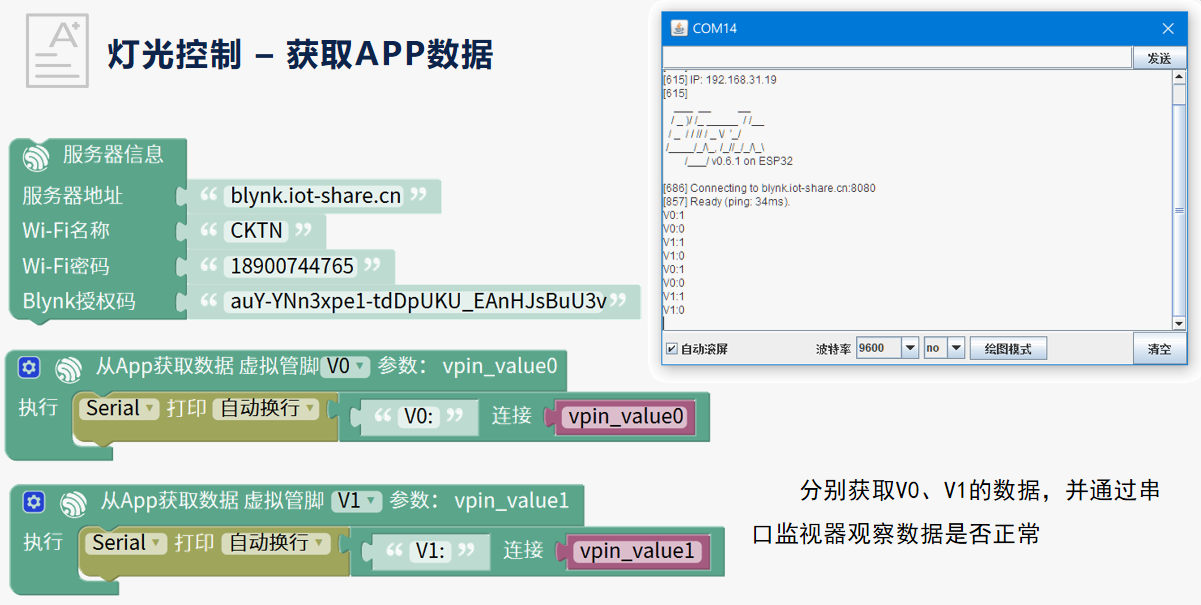 灯光控制 – 获取APP数据
服务器信息
服务器地址 “ blynk.iot-share.cn ”
Wi-Fi名称 “ CKTN ”
Wi-Fi密码 “ 18900744765 ”
Blynk授权码 “ auY-YNn3xpe1-tdDpUKU_EAnHJsBuU3v ”
从App获取数据 虚拟管脚 V0 参数： vpin_value0
执行 Serial 打印 自动换行 “ V0: ” 连接 vpin_value0
从App获取数据 虚拟管脚 V1 参数： vpin_value1
执行 Serial 打印 自动换行 “ V1: ” 连接 vpin_value1
COM14
发送
[615] IP: 192.168.31.19
[615]
/___/ v0.6.1 on ESP32
[686] Connecting to blynk.iot-share.cn:8080
[857] Ready (ping: 34ms).
V0:1
V0:0
V1:1
V1:0
V0:1
V0:0
V1:1
V1:0
自动滚屏 波特率 9600 no 绘图模式 清空
分别获取V0、V1的数据，并通过串
口监视器观察数据是否正常